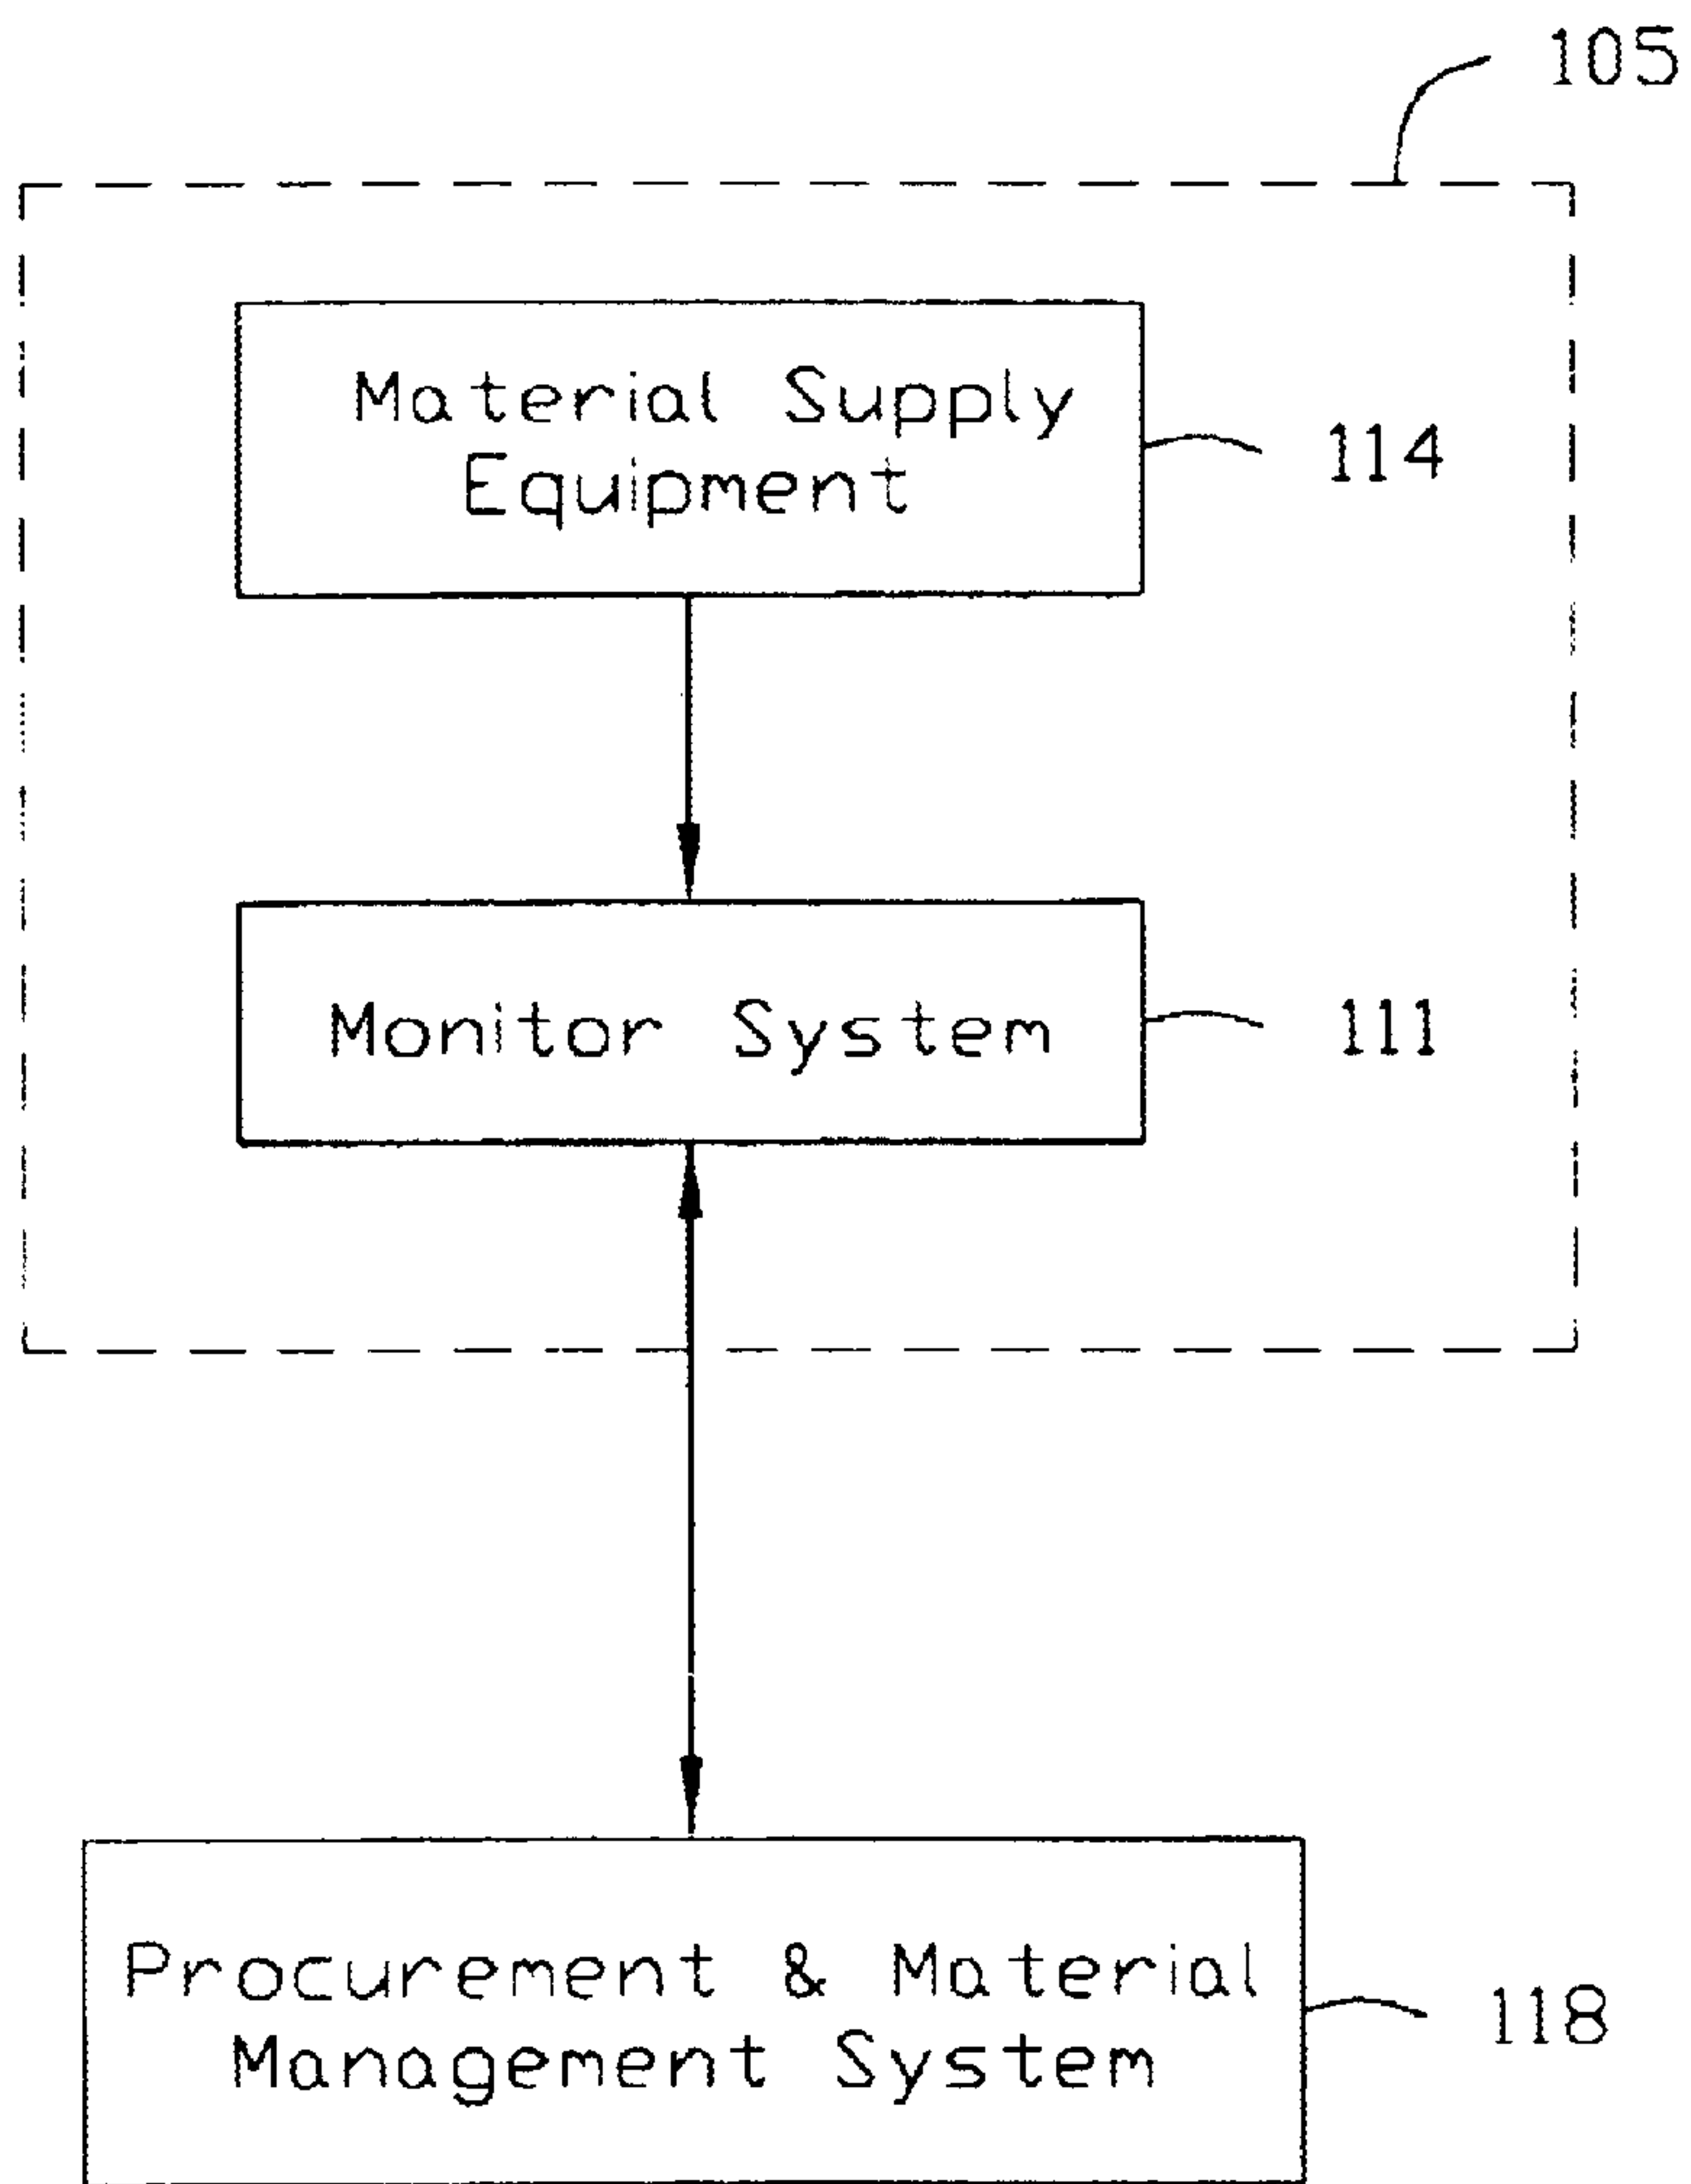 105
Material Supply
Equipment
114
Monitor System
111
Procurement & Material
Management System
118